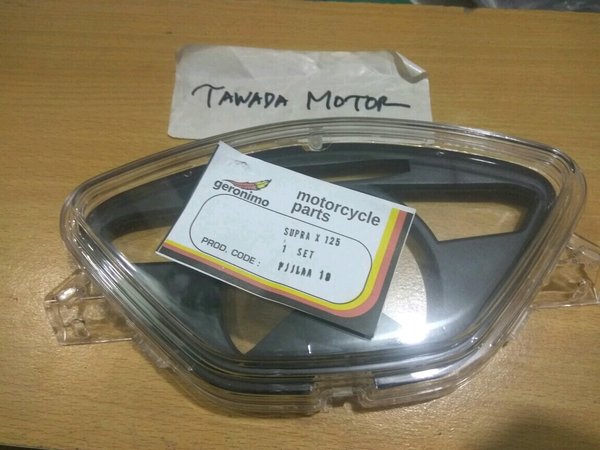 TAWADA MOTOR
geronimo
motorcycle
parts
SUPRA X 125
1 SET
PROD. CODE :